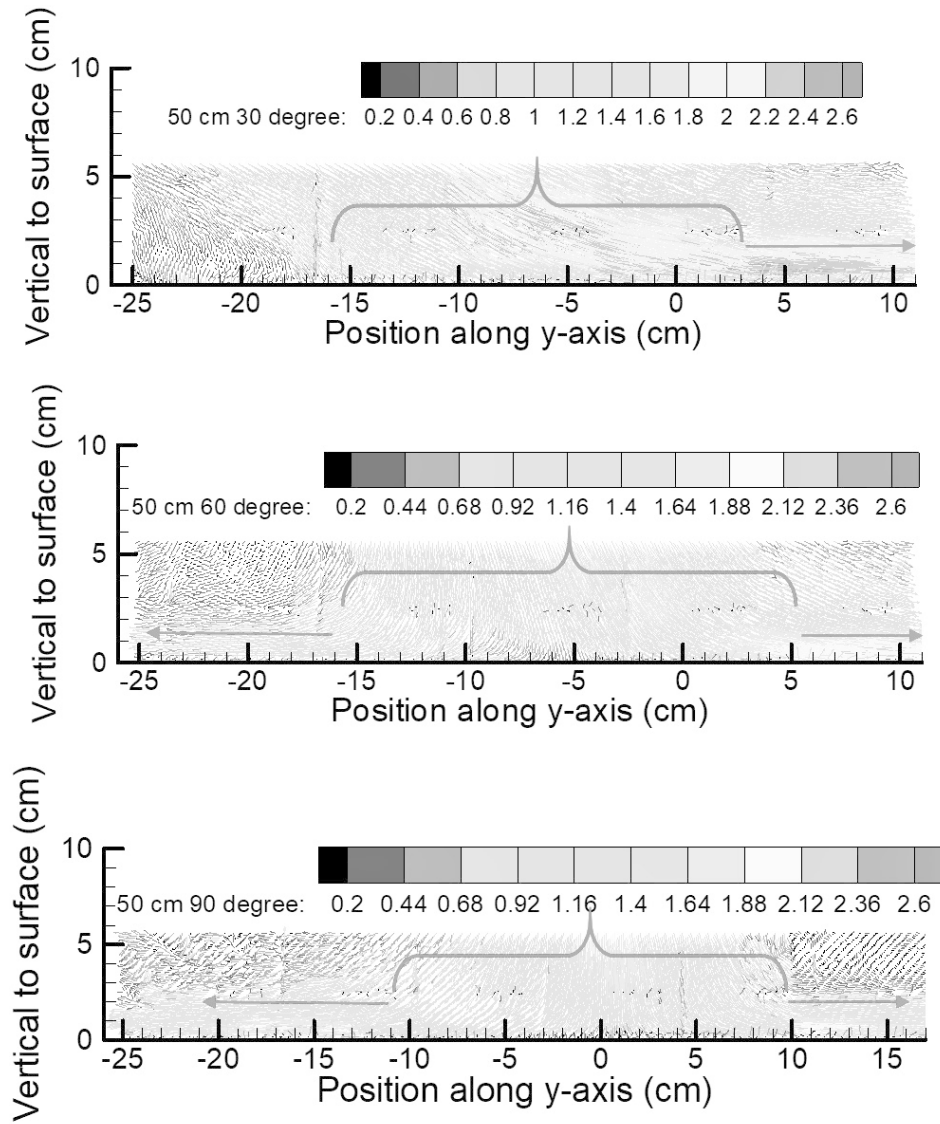 10
5
0
Vertical to surface (cm)
50 cm 30 degree: 0.2 0.4 0.6 0.8 1 1.2 1.4 1.6 1.8 2 2.2 2.4 2.6
-25 -20 -15 -10 -5 0 5 10
Position along y-axis (cm)
10
5
0
Vertical to surface (cm)
50 cm 60 degree: 0.2 0.44 0.68 0.92 1.16 1.4 1.64 1.88 2.12 2.36 2.6
-25 -20 -15 -10 -5 0 5 10
Position along y-axis (cm)
10
5
0
Vertical to surface (cm)
50 cm 90 degree: 0.2 0.44 0.68 0.92 1.16 1.4 1.64 1.88 2.12 2.36 2.6
-25 -20 -15 -10 -5 0 5 10 15
Position along y-axis (cm)